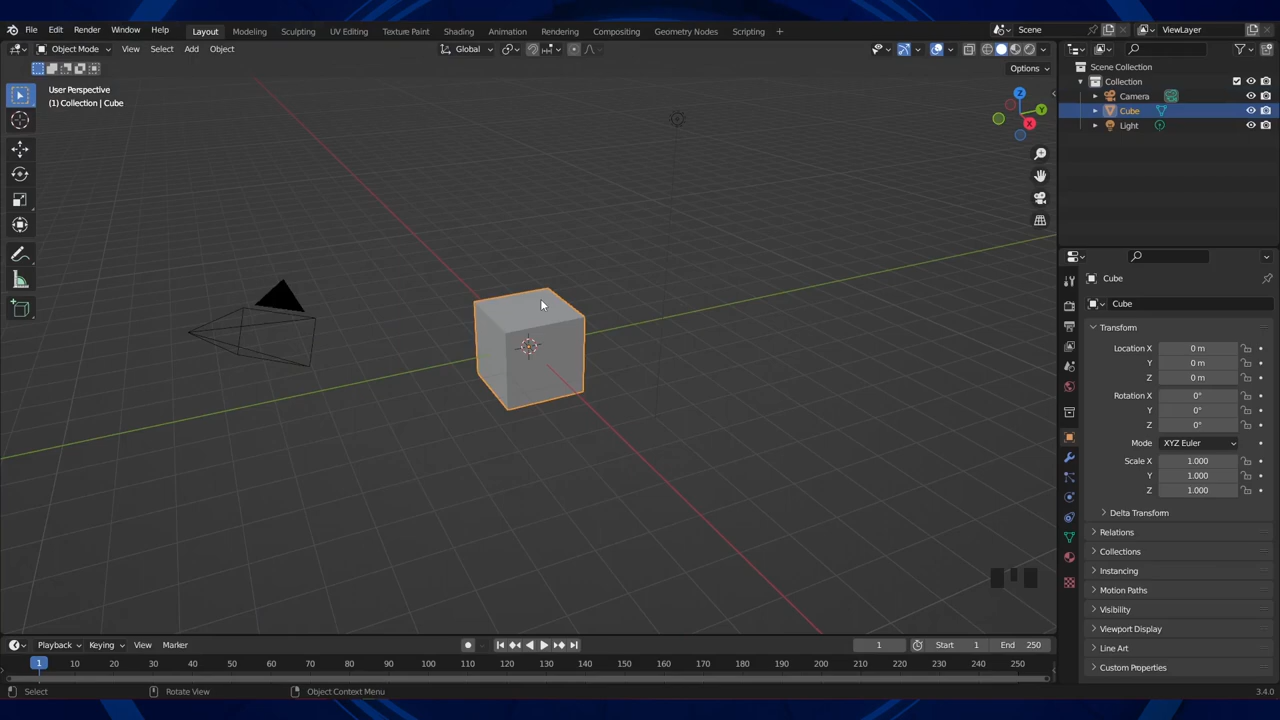 File Edit Render Window Help Layout Modeling Sculpting UV Editing Texture Paint Shading Animation Rendering Compositing Geometry Nodes Scripting + Scene ViewLayer
Object Mode View Select Add Object Global
Options
User Perspective
(1) Collection | Cube
Z
Y
X
Scene Collection
Collection
Camera
Cube
Light
Cube
Cube
Transform
Location X 0 m
Y 0 m
Z 0 m
Rotation X 0°
Y 0°
Z 0°
Mode XYZ Euler
Scale X 1.000
Y 1.000
Z 1.000
Delta Transform
Relations
Collections
Instancing
Motion Paths
Visibility
Viewport Display
Line Art
Custom Properties
Playback Keying View Marker 1 Start 1 End 250
1 10 20 30 40 50 60 70 80 90 100 110 120 130 140 150 160 170 180 190 200 210 220 230 240 250
Select Rotate View Object Context Menu 3.4.0